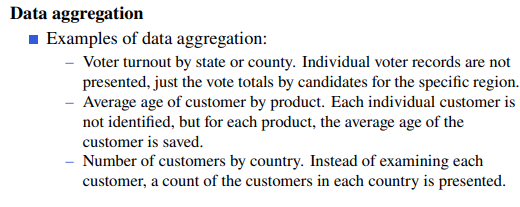 Data aggregation
■ Examples of data aggregation:
– Voter turnout by state or county. Individual voter records are not
presented, just the vote totals by candidates for the specific region.
– Average age of customer by product. Each individual customer is
not identified, but for each product, the average age of the
customer is saved.
– Number of customers by country. Instead of examining each
customer, a count of the customers in each country is presented.